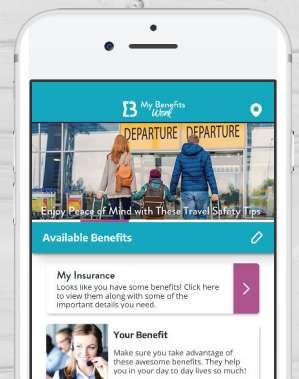 My Benefits
Work
DEPARTURE DEPARTURE
Enjoy Peace of Mind with These Travel Safety Tips
Available Benefits
My Insurance
Looks like you have some benefits! Click here
to view them along with some of the
important details you need.
Your Benefit
Make sure you take advantage of
these awesome benefits. They help
you in your day to day lives so much!